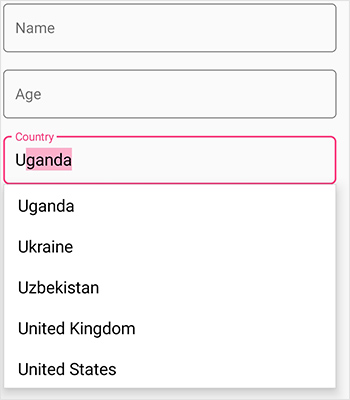 Name
Age
Country
Uganda
Uganda
Ukraine
Uzbekistan
United Kingdom
United States